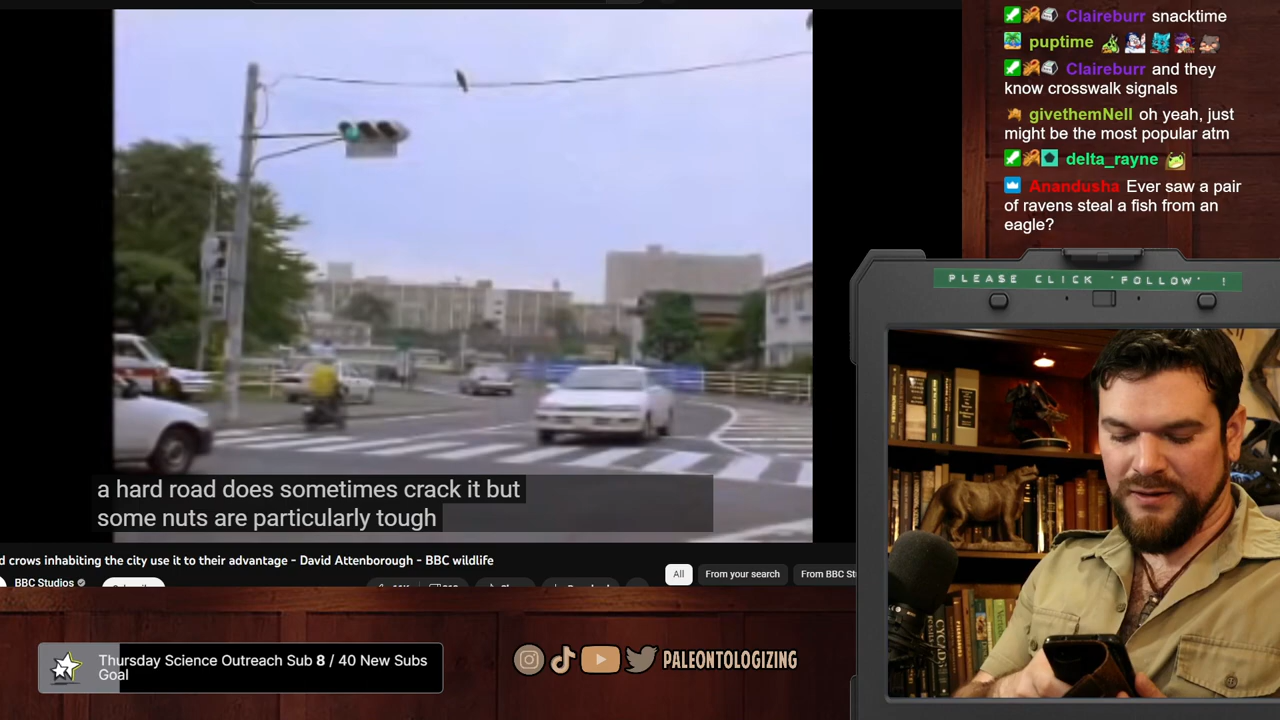 Claireburr snacktime
puptime
Claireburr and they
know crosswalk signals
givethemNell oh yeah, just
might be the most popular atm
delta_rayne
Anandusha Ever saw a pair
of ravens steal a fish from an
eagle?
PLEASE CLICK "FOLLOW" !
a hard road does sometimes crack it but
some nuts are particularly tough
d crows inhabiting the city use it to their advantage - David Attenborough - BBC wildlife
BBC Studios
All
From your search
From BBC St
Thursday Science Outreach Sub 8 / 40 New Subs
Goal
PALEONTOLOGIZING